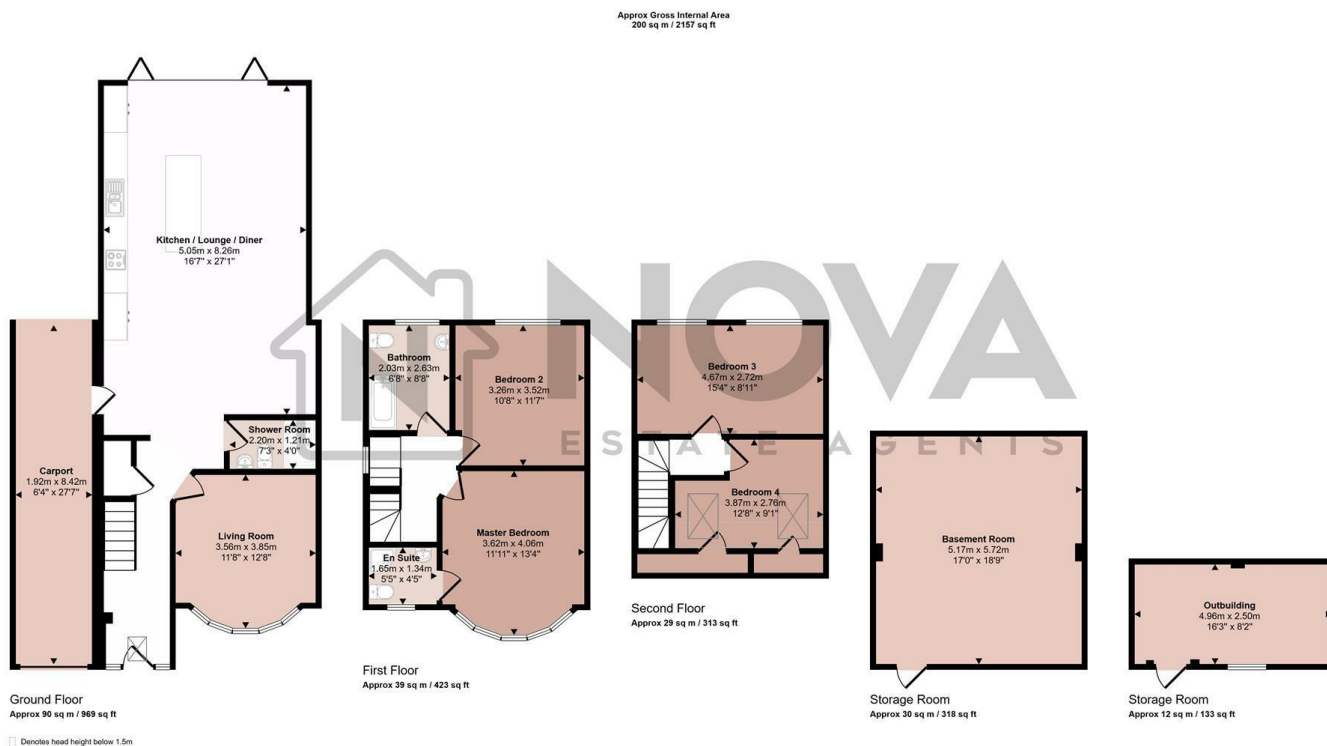 Approx Gross Internal Area
200 sq m / 2157 sq ft
Kitchen / Lounge / Diner
5.05m x 8.26m
16'7" x 27'1"
Shower Room
2.20m x 1.21m
7'3" x 4'0"
Carport
1.92m x 8.42m
6'4" x 27'7"
Living Room
3.56m x 3.85m
11'8" x 12'8"
Ground Floor
Approx 90 sq m / 969 sq ft
Denotes head height below 1.5m
Bathroom
2.03m x 2.63m
6'8" x 8'8"
Bedroom 2
3.26m x 3.52m
10'8" x 11'7"
Master Bedroom
3.62m x 4.06m
11'11" x 13'4"
En Suite
1.65m x 1.34m
5'5" x 4'5"
First Floor
Approx 39 sq m / 423 sq ft
Bedroom 3
4.67m x 2.72m
15'4" x 8'11"
Bedroom 4
3.87m x 2.76m
12'8" x 9'1"
Second Floor
Approx 29 sq m / 313 sq ft
Basement Room
5.17m x 5.72m
17'0" x 18'9"
Storage Room
Approx 30 sq m / 318 sq ft
Outbuilding
4.96m x 2.50m
16'3" x 8'2"
Storage Room
Approx 12 sq m / 133 sq ft
N NOVA
ESTATE AGENTS